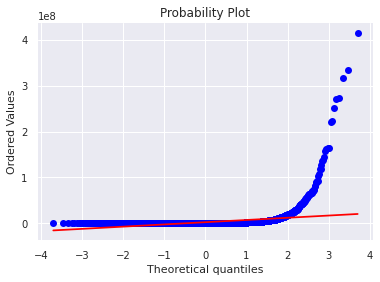 Probability Plot
1e8
4
3
2
1
0
Ordered Values
−4 −3 −2 −1 0 1 2 3 4
Theoretical quantiles